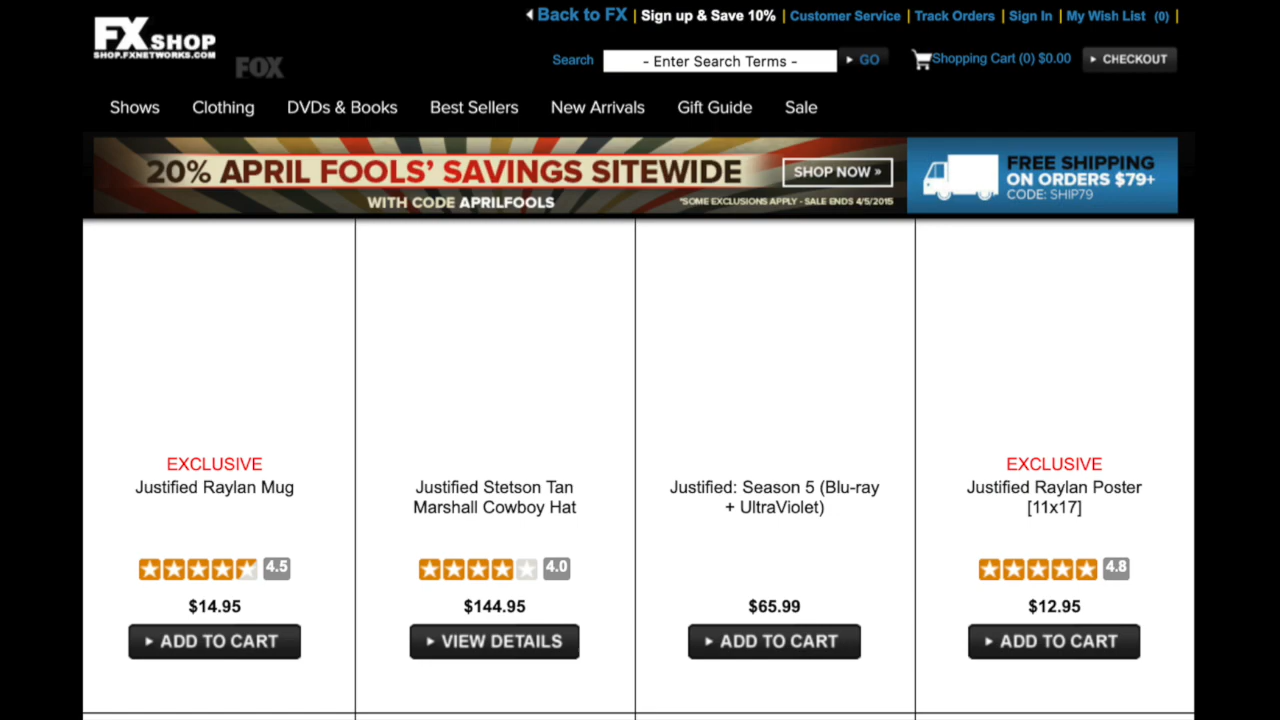 Back to FX | Sign up & Save 10% | Customer Service | Track Orders | Sign In | My Wish List (0) |
FX SHOP
SHOP.FXNETWORKS.COM
FOX
Search - Enter Search Terms - GO Shopping Cart (0) $0.00 CHECKOUT
Shows Clothing DVDs & Books Best Sellers New Arrivals Gift Guide Sale
20% APRIL FOOLS' SAVINGS SITEWIDE
WITH CODE APRILFOOLS
SHOP NOW »
*SOME EXCLUSIONS APPLY - SALE ENDS 4/5/2015
FREE SHIPPING
ON ORDERS $79+
CODE: SHIP79
EXCLUSIVE
Justified Raylan Mug
4.5
$14.95
ADD TO CART
Justified Stetson Tan
Marshall Cowboy Hat
4.0
$144.95
VIEW DETAILS
Justified: Season 5 (Blu-ray
+ UltraViolet)
$65.99
ADD TO CART
EXCLUSIVE
Justified Raylan Poster
[11x17]
4.8
$12.95
ADD TO CART